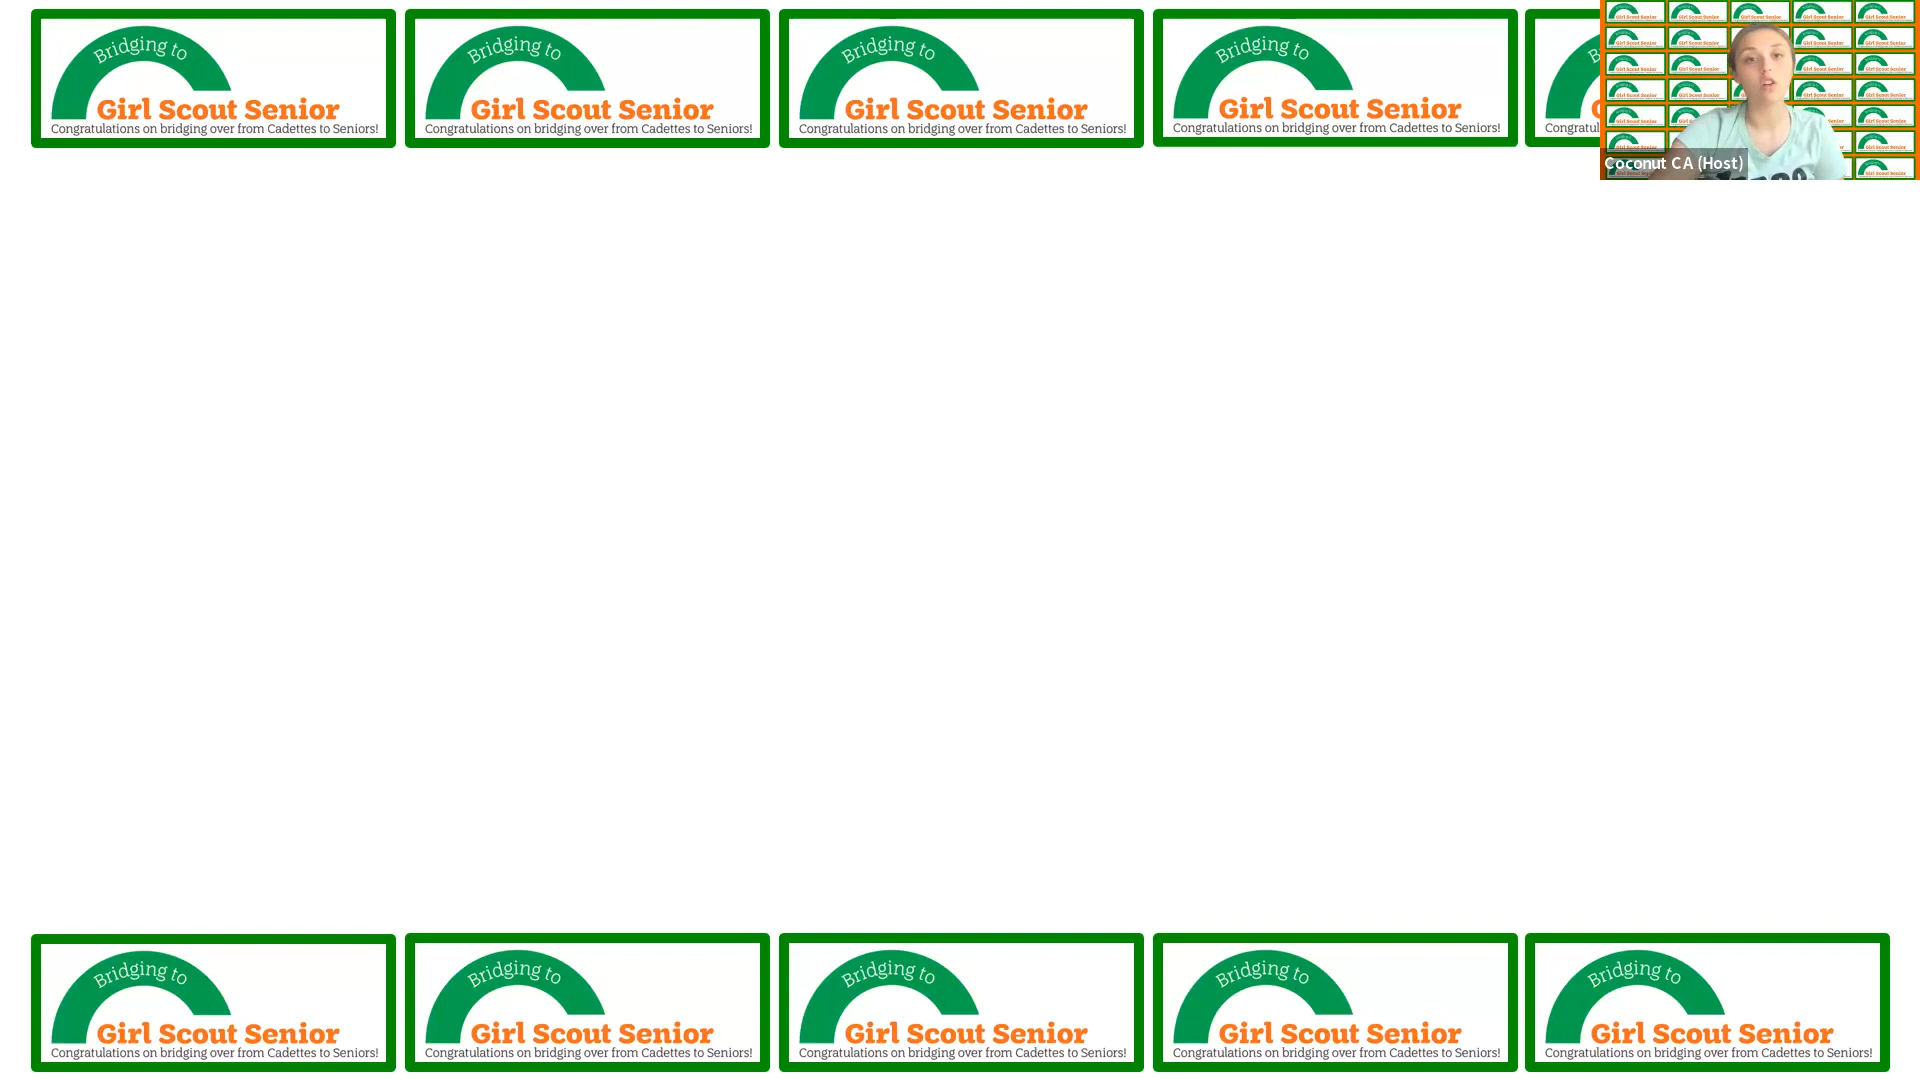 Bridging to
Girl Scout Senior
Congratulations on bridging over from Cadettes to Seniors!
Bridging to
Girl Scout Senior
Congratulations on bridging over from Cadettes to Seniors!
Bridging to
Girl Scout Senior
Congratulations on bridging over from Cadettes to Seniors!
Bridging to
Girl Scout Senior
Congratulations on bridging over from Cadettes to Seniors!
Coconut CA (Host)
Bridging to
Girl Scout Senior
Congratulations on bridging over from Cadettes to Seniors!
Bridging to
Girl Scout Senior
Congratulations on bridging over from Cadettes to Seniors!
Bridging to
Girl Scout Senior
Congratulations on bridging over from Cadettes to Seniors!
Bridging to
Girl Scout Senior
Congratulations on bridging over from Cadettes to Seniors!
Bridging to
Girl Scout Senior
Congratulations on bridging over from Cadettes to Seniors!